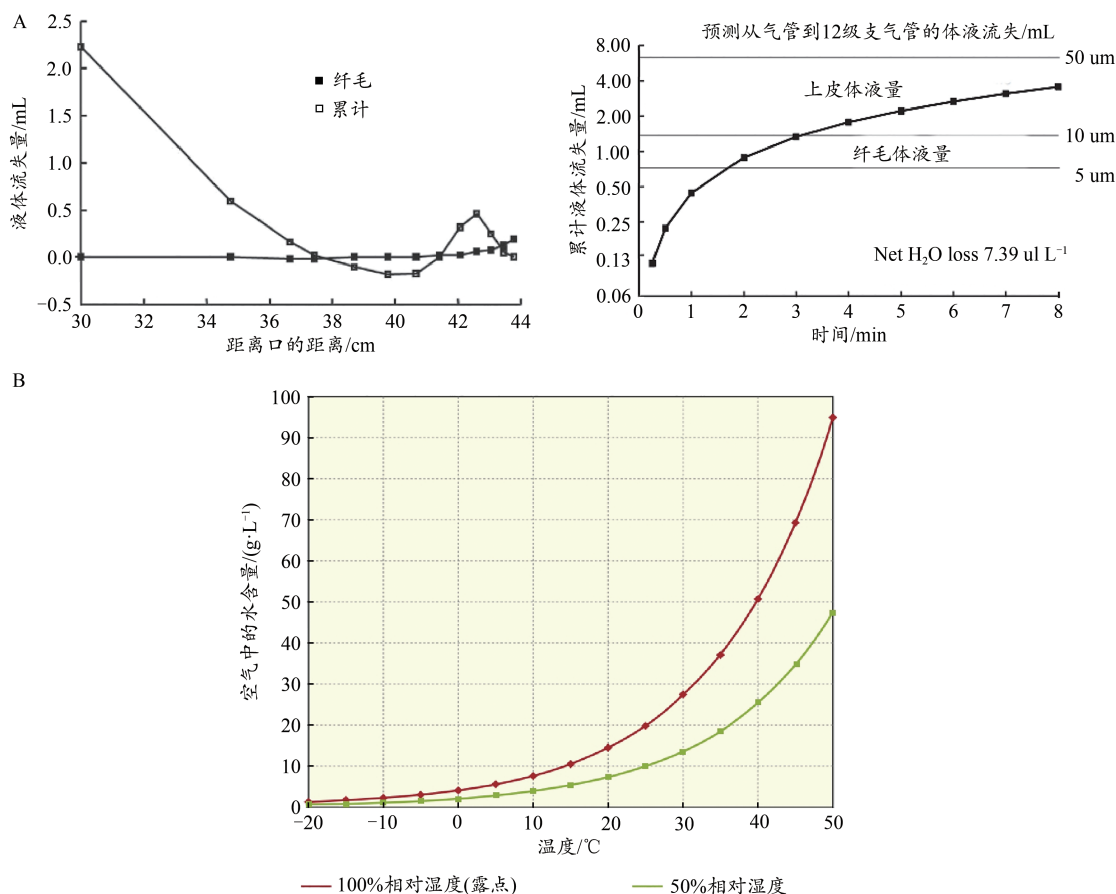 A
液体流失量/mL
2.5
2.0
1.5
1.0
0.5
0.0
−0.5
30 32 34 36 38 40 42 44
距离口的距离/cm
纤毛
累计
预测从气管到12级支气管的体液流失/mL
累计液体流失量/mL
8.00
4.00
2.00
1.00
0.50
0.25
0.13
0.06
50 um
上皮体液量
10 um
纤毛体液量
5 um
Net H₂O loss 7.39 ul L⁻¹
0 1 2 3 4 5 6 7 8
时间/min
B
空气中的水含量/(g·L⁻¹)
100
90
80
70
60
50
40
30
20
10
0
−20 −10 0 10 20 30 40 50
温度/℃
100%相对湿度(露点) 50%相对湿度